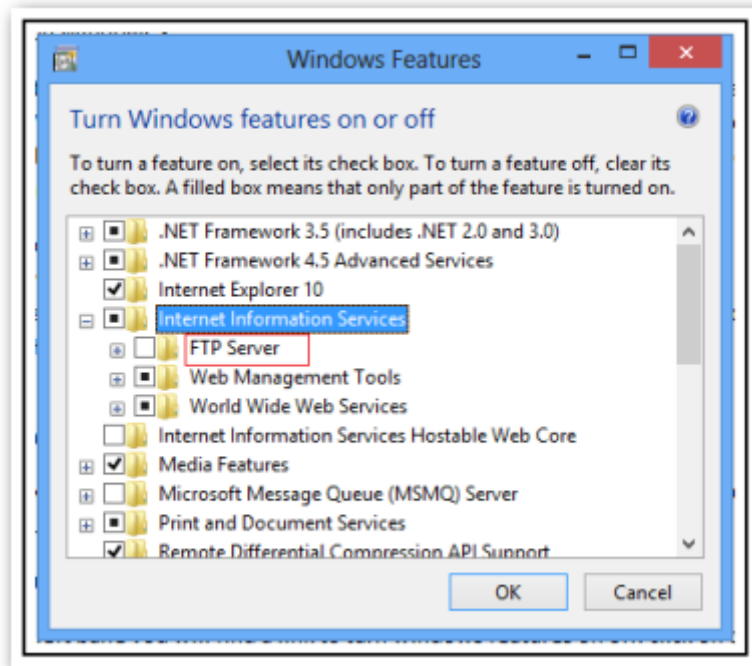 Windows Features
Turn Windows features on or off
To turn a feature on, select its check box. To turn a feature off, clear its
check box. A filled box means that only part of the feature is turned on.
.NET Framework 3.5 (includes .NET 2.0 and 3.0)
.NET Framework 4.5 Advanced Services
Internet Explorer 10
Internet Information Services
FTP Server
Web Management Tools
World Wide Web Services
Internet Information Services Hostable Web Core
Media Features
Microsoft Message Queue (MSMQ) Server
Print and Document Services
Remote Differential Compression API Support
OK Cancel